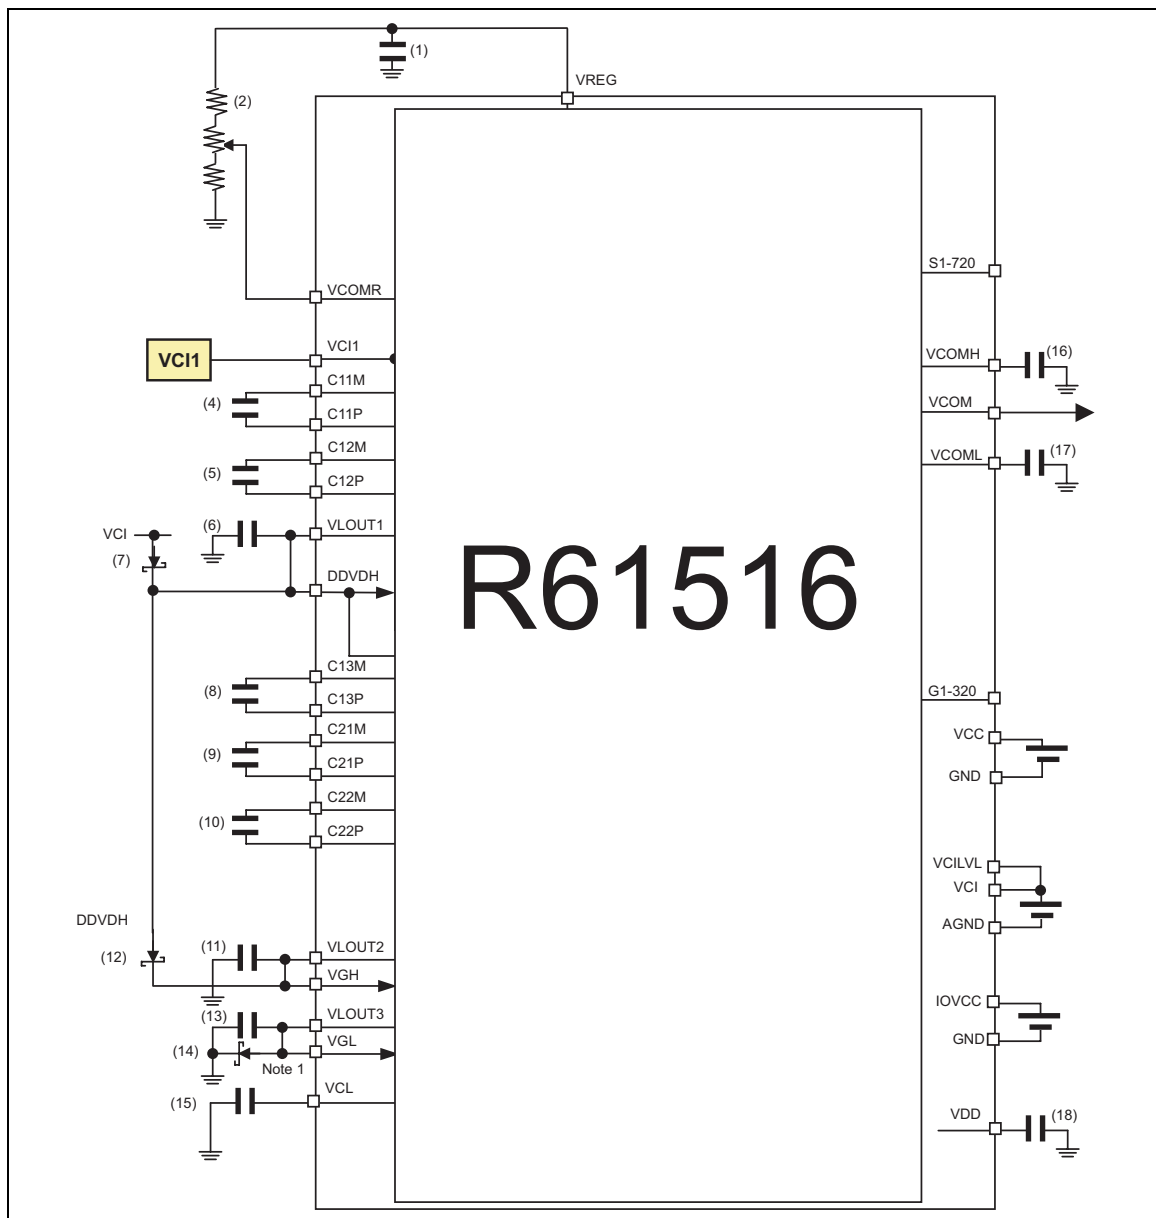 (1)
VREG
(2)
S1-720
VCOMR
VCI1
VCI1
VCOMH
(16)
C11M
(4)
VCOM
C11P
C12M
VCOML
(17)
(5)
C12P
(6)
VLOUT1
VCI
(7)
DDVDH
R61516
C13M
(8)
G1-320
C13P
C21M
VCC
(9)
C21P
GND
C22M
(10)
C22P
VCILVL
VCI
DDVDH
AGND
(11)
VLOUT2
(12)
VGH
IOVCC
(13)
VLOUT3
VGL
GND
(14)
Note 1
VCL
(15)
VDD
(18)